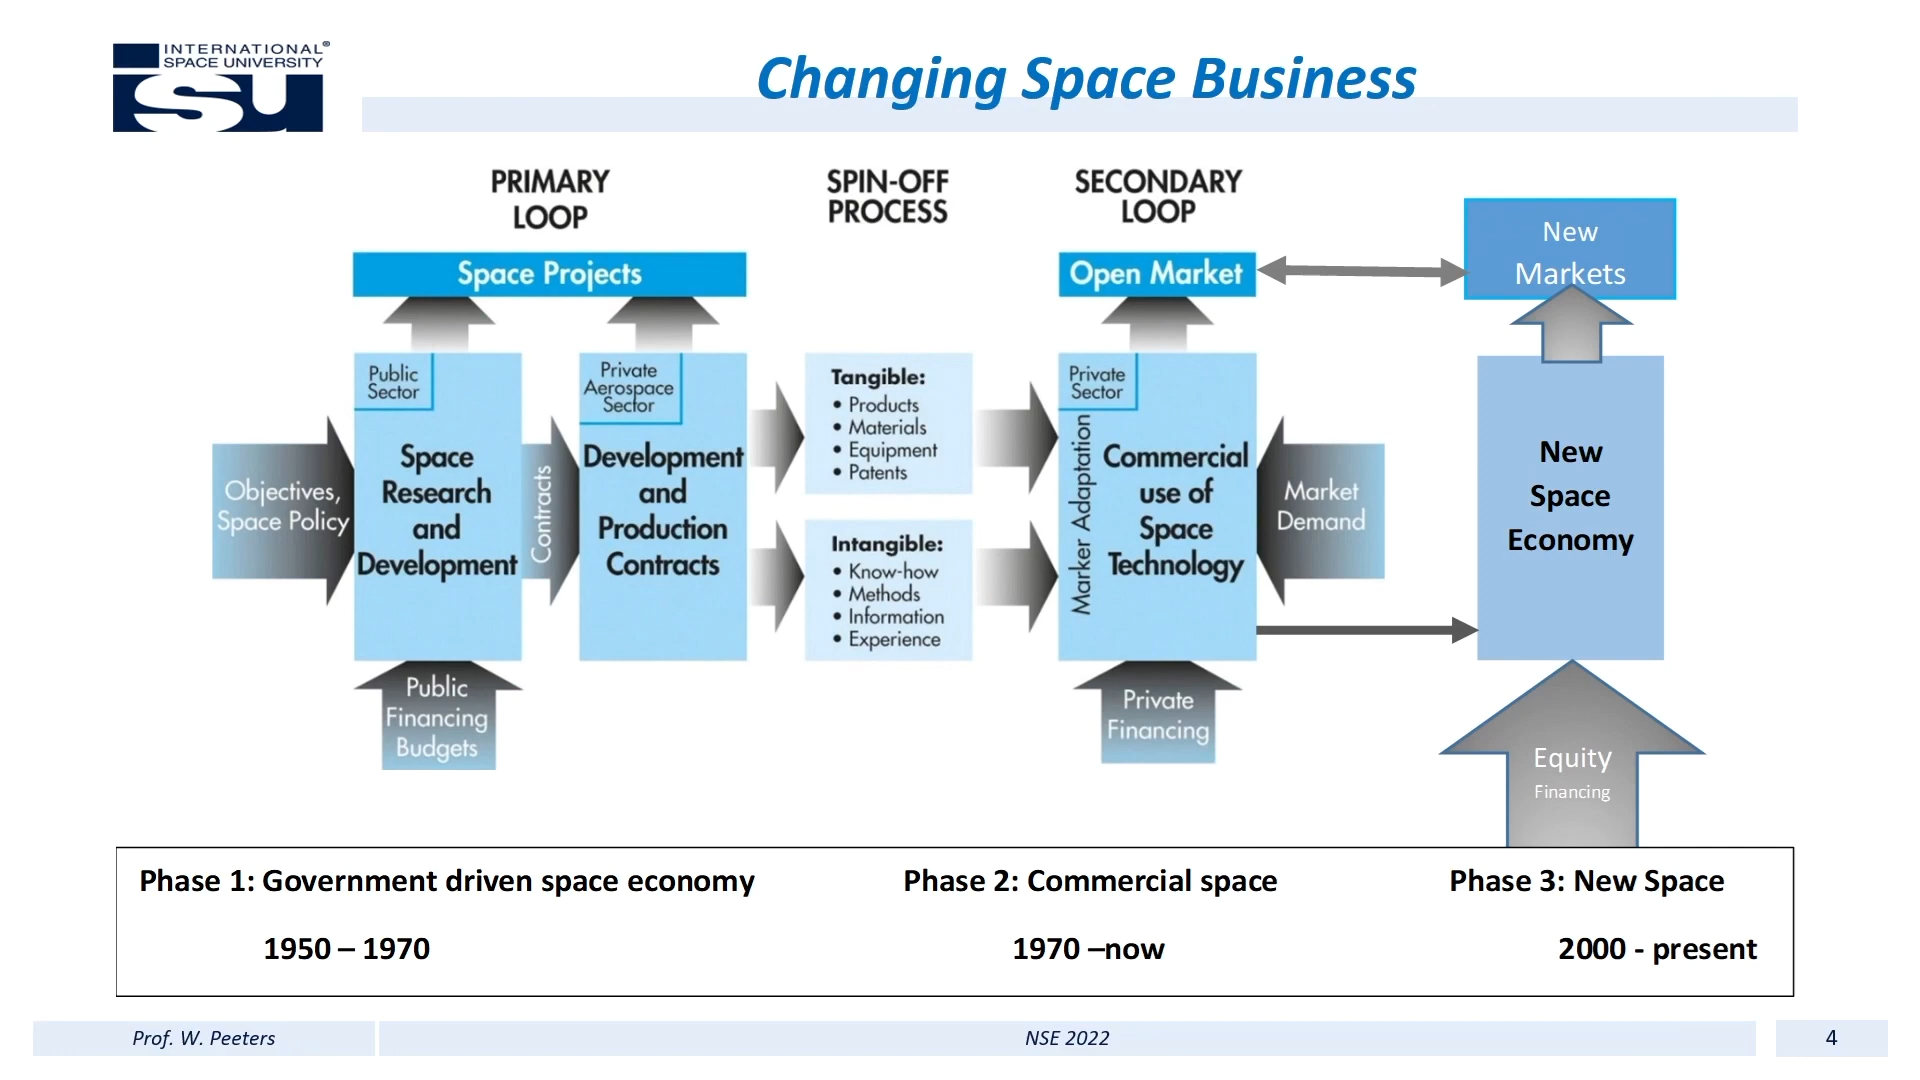 INTERNATIONAL®
SPACE UNIVERSITY
isu
Changing Space Business
PRIMARY
LOOP
SPIN-OFF
PROCESS
SECONDARY
LOOP
Space Projects
Open Market
New
Markets
Public
Sector
Space
Research
and
Development
Objectives,
Space Policy
Contracts
Private
Aerospace
Sector
Development
and
Production
Contracts
Tangible:
• Products
• Materials
• Equipment
• Patents
Intangible:
• Know-how
• Methods
• Information
• Experience
Private
Sector
Marker Adaptation
Commercial
use of
Space
Technology
Market
Demand
New
Space
Economy
Public
Financing
Budgets
Private
Financing
Equity
Financing
Phase 1: Government driven space economy
Phase 2: Commercial space
Phase 3: New Space
1950 – 1970
1970 –now
2000 - present
Prof. W. Peeters
NSE 2022
4